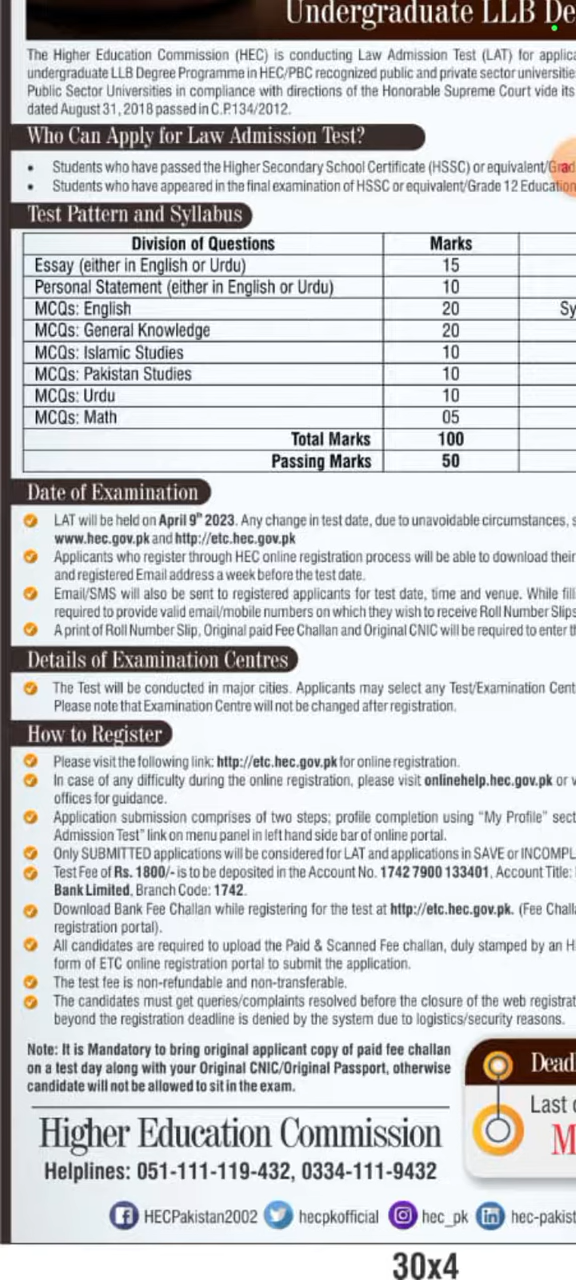 Undergraduate LLB De
The Higher Education Commission (HEC) is conducting Law Admission Test (LAT) for applica
undergraduate LLB Degree Programme in HEC/PBC recognized public and private sector universitie
Public Sector Universities in compliance with directions of the Honorable Supreme Court vide its
dated August 31, 2018 passed in C.P.134/2012.
Who Can Apply for Law Admission Test?
• Students who have passed the Higher Secondary School Certificate (HSSC) or equivalent/Grad
• Students who have appeared in the final examination of HSSC or equivalent/Grade 12 Education
Test Pattern and Syllabus
Division of Questions Marks
Essay (either in English or Urdu) 15
Personal Statement (either in English or Urdu) 10
MCQs: English 20 Sy
MCQs: General Knowledge 20
MCQs: Islamic Studies 10
MCQs: Pakistan Studies 10
MCQs: Urdu 10
MCQs: Math 05
Total Marks 100
Passing Marks 50
Date of Examination
LAT will be held on April 9th 2023. Any change in test date, due to unavoidable circumstances, s
www.hec.gov.pk and http://etc.hec.gov.pk
Applicants who register through HEC online registration process will be able to download their
and registered Email address a week before the test date.
Email/SMS will also be sent to registered applicants for test date, time and venue. While fill
required to provide valid email/mobile numbers on which they wish to receive Roll Number Slips
A print of Roll Number Slip, Original paid Fee Challan and Original CNIC will be required to enter th
Details of Examination Centres
The Test will be conducted in major cities. Applicants may select any Test/Examination Cent
Please note that Examination Centre will not be changed after registration.
How to Register
Please visit the following link: http://etc.hec.gov.pk for online registration.
In case of any difficulty during the online registration, please visit onlinehelp.hec.gov.pk or v
offices for guidance.
Application submission comprises of two steps; profile completion using "My Profile" sect
Admission Test" link on menu panel in left hand side bar of online portal.
Only SUBMITTED applications will be considered for LAT and applications in SAVE or INCOMPL
Test Fee of Rs. 1800/- is to be deposited in the Account No. 1742 7900 133401, Account Title:
Bank Limited, Branch Code: 1742.
Download Bank Fee Challan while registering for the test at http://etc.hec.gov.pk. (Fee Challa
registration portal).
All candidates are required to upload the Paid & Scanned Fee challan, duly stamped by an H
form of ETC online registration portal to submit the application.
The test fee is non-refundable and non-transferable.
The candidates must get queries/complaints resolved before the closure of the web registrat
beyond the registration deadline is denied by the system due to logistics/security reasons.
Note: It is Mandatory to bring original applicant copy of paid fee challan
on a test day along with your Original CNIC/Original Passport, otherwise
candidate will not be allowed to sit in the exam.
Deadl
Last d
M
Higher Education Commission
Helplines: 051-111-119-432, 0334-111-9432
HECPakistan2002 hecpkofficial hec_pk hec-pakist
30x4